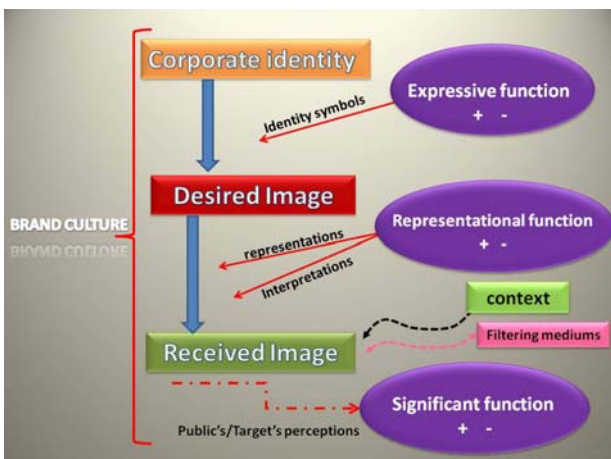 Corporate identity
Expressive function
+ -
Identity symbols
Desired Image
BRAND CULTURE
Representational function
+ -
representations
Interpretations
context
Filtering mediums
Received Image
Significant function
+ -
Public's/Target's perceptions